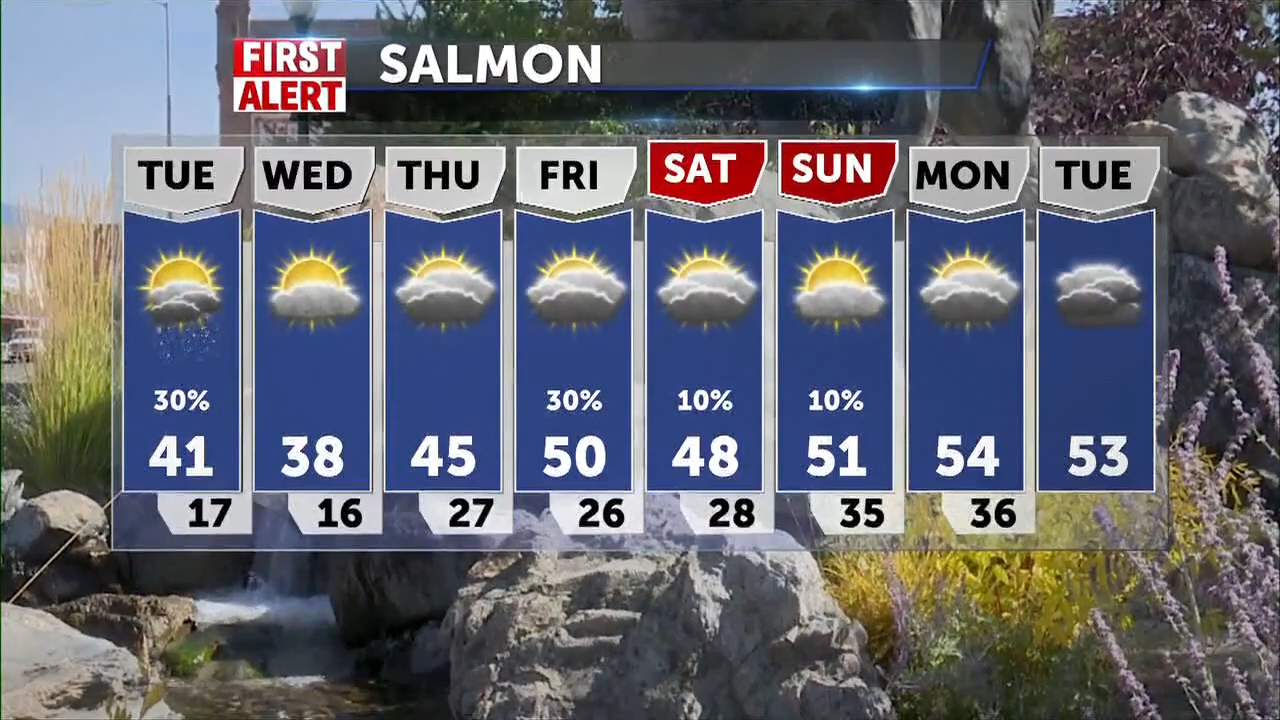 FIRST
ALERT
SALMON
TUE WED THU FRI SAT SUN MON TUE
30% 30% 10% 10%
41 38 45 50 48 51 54 53
17 16 27 26 28 35 36